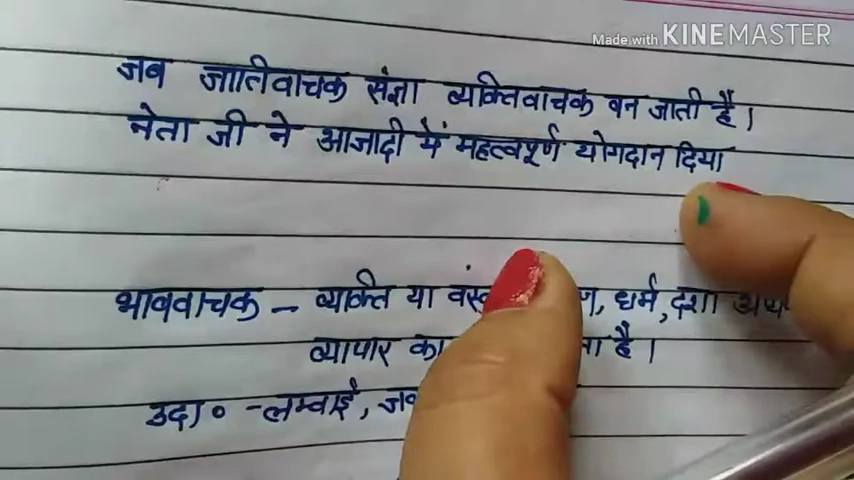 Made with KINEMASTER
जब जातिवाचक संज्ञा व्यक्तिवाचक बन जाती है।
नेता जी ने आजादी में महत्वपूर्ण योगदान दिया
भाववाचक – व्यक्ति या धर्म, दशा
व्यापार का है।
उदा० - लम्बाई,